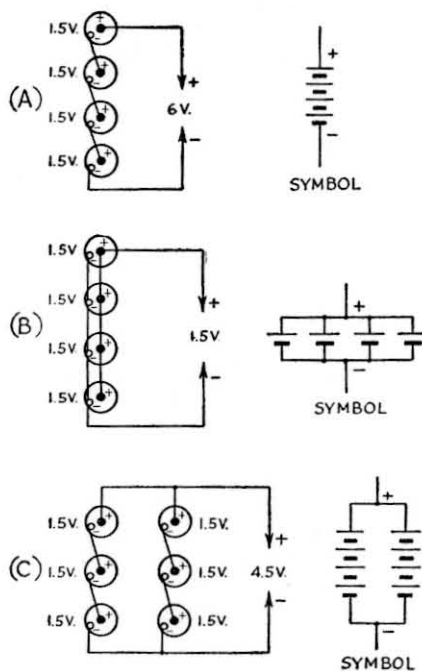 (A)
1.5V.
1.5V.
1.5V
1.5V.
+
-
+
-
+
-
+
-
+
6V.
-
+
-
SYMBOL
(B)
1.5V.
1.5V.
1.5V.
1.5V.
+
-
+
-
+
-
+
-
+
1.5V.
-
+
-
SYMBOL
(C)
1.5V. 1.5V.
1.5V. 1.5V.
1.5V. 1.5V.
+ +
- -
+ +
- -
+ +
- -
+
4.5V.
-
+
-
SYMBOL